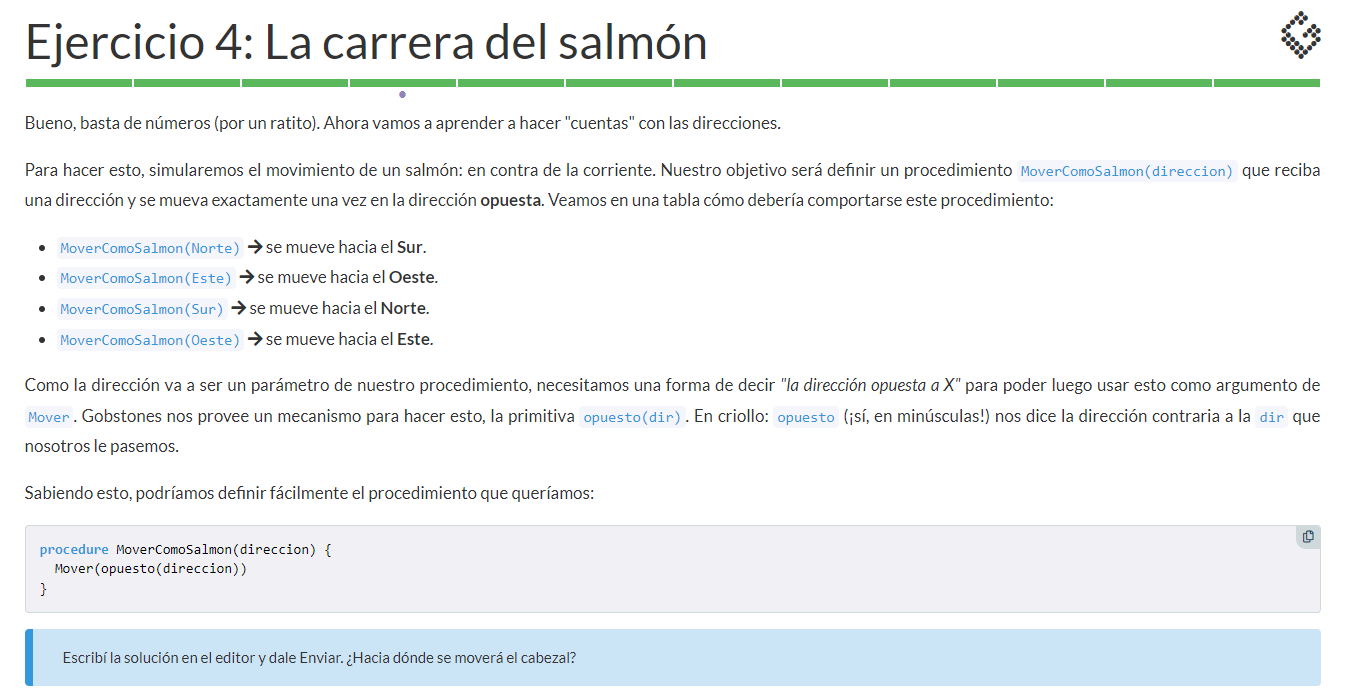 Ejercicio 4: La carrera del salmón
Bueno, basta de números (por un ratito). Ahora vamos a aprender a hacer "cuentas" con las direcciones.
Para hacer esto, simularemos el movimiento de un salmón: en contra de la corriente. Nuestro objetivo será definir un procedimiento MoverComoSalmon(direccion) que reciba
una dirección y se mueva exactamente una vez en la dirección opuesta. Veamos en una tabla cómo debería comportarse este procedimiento:
• MoverComoSalmon(Norte) → se mueve hacia el Sur.
• MoverComoSalmon(Este) → se mueve hacia el Oeste.
• MoverComoSalmon(Sur) → se mueve hacia el Norte.
• MoverComoSalmon(Oeste) → se mueve hacia el Este.
Como la dirección va a ser un parámetro de nuestro procedimiento, necesitamos una forma de decir "la dirección opuesta a X" para poder luego usar esto como argumento de
Mover. Gobstones nos provee un mecanismo para hacer esto, la primitiva opuesto(dir). En criollo: opuesto (¡sí, en minúsculas!) nos dice la dirección contraria a la dir que
nosotros le pasemos.
Sabiendo esto, podríamos definir fácilmente el procedimiento que queríamos:
procedure MoverComoSalmon(direccion) {
  Mover(opuesto(direccion))
}
Escribí la solución en el editor y dale Enviar. ¿Hacia dónde se moverá el cabezal?